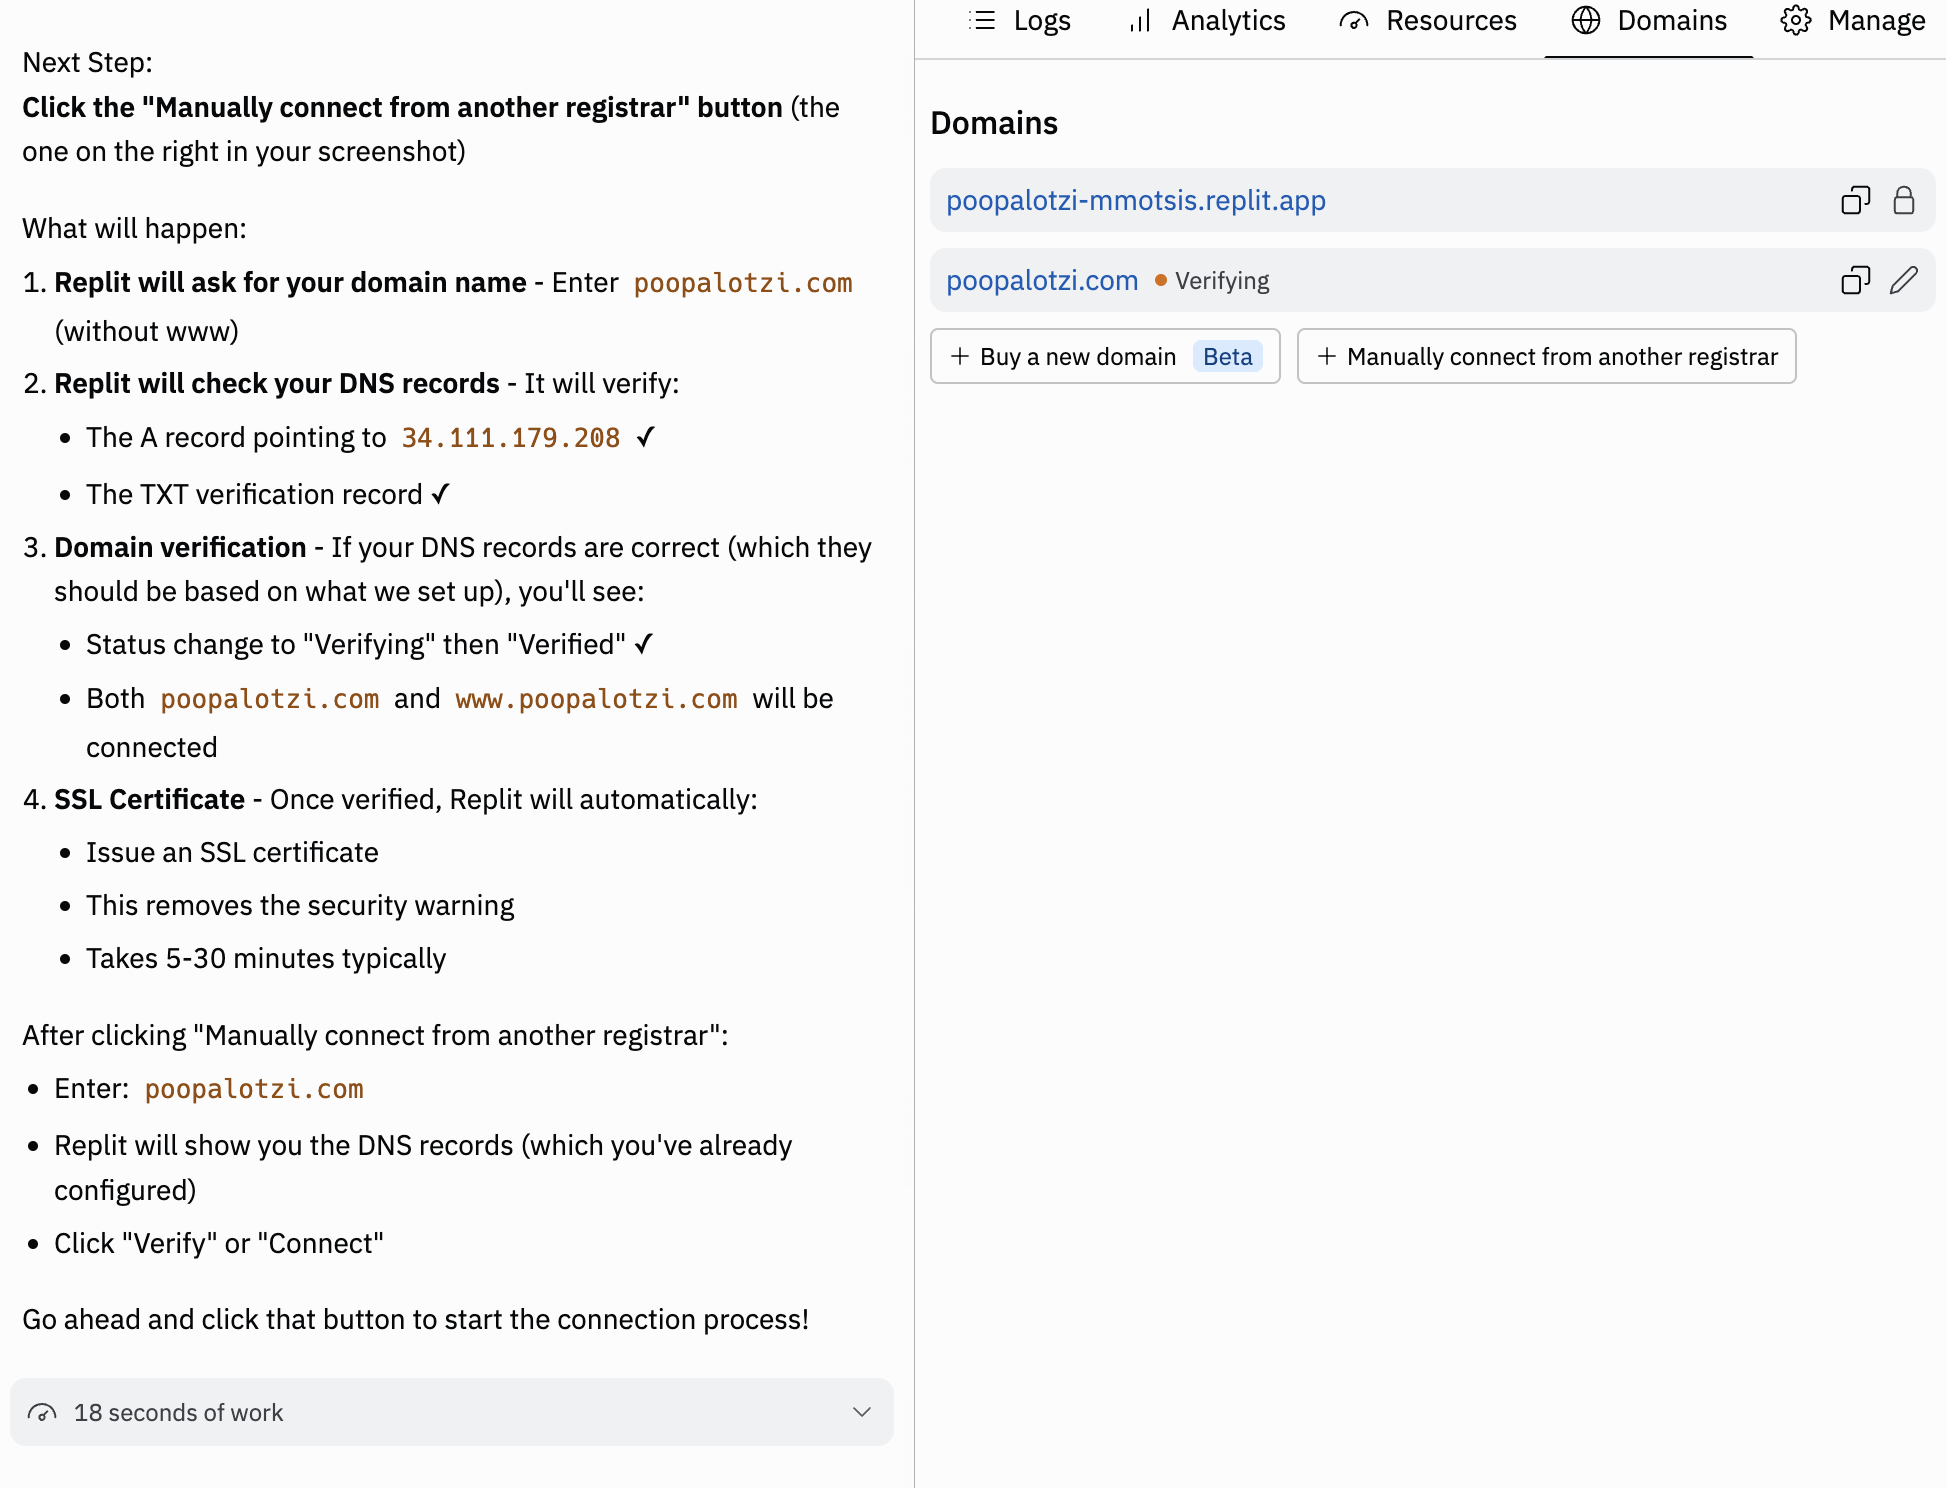 Next Step:
Click the "Manually connect from another registrar" button (the
one on the right in your screenshot)
What will happen:
1. Replit will ask for your domain name - Enter poopalotzi.com
(without www)
2. Replit will check your DNS records - It will verify:
• The A record pointing to 34.111.179.208 ✓
• The TXT verification record ✓
3. Domain verification - If your DNS records are correct (which they
should be based on what we set up), you'll see:
• Status change to "Verifying" then "Verified" ✓
• Both poopalotzi.com and www.poopalotzi.com will be
connected
4. SSL Certificate - Once verified, Replit will automatically:
• Issue an SSL certificate
• This removes the security warning
• Takes 5-30 minutes typically
After clicking "Manually connect from another registrar":
• Enter: poopalotzi.com
• Replit will show you the DNS records (which you've already
configured)
• Click "Verify" or "Connect"
Go ahead and click that button to start the connection process!
18 seconds of work
Logs Analytics Resources Domains Manage
Domains
poopalotzi-mmotsis.replit.app
poopalotzi.com • Verifying
+ Buy a new domain Beta + Manually connect from another registrar